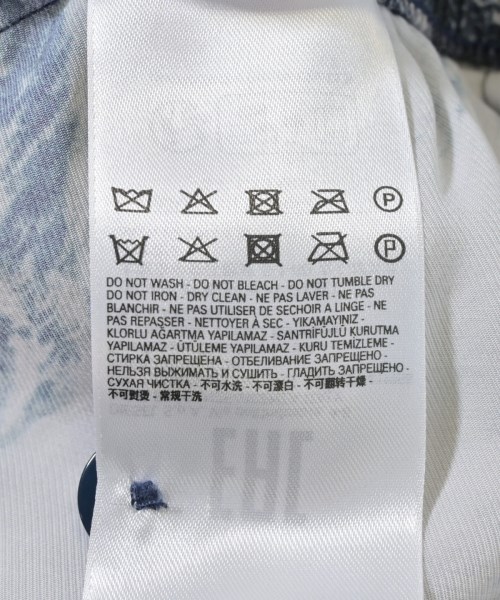 P
P
DO NOT WASH - DO NOT BLEACH - DO NOT TUMBLE DRY
DO NOT IRON - DRY CLEAN - NE PAS LAVER - NE PAS
BLANCHIR - NE PAS UTILISER DE SECHOIR A LINGE - NE
PAS REPASSER - NETTOYER À SEC - YIKAMAYINIZ -
KLORLU AĞARTMA YAPILAMAZ - SANTRİFÜJLÜ KURUTMA
YAPILAMAZ - ÜTÜLEME YAPILAMAZ - KURU TEMİZLEME -
СТИРКА ЗАПРЕЩЕНА - ОТБЕЛИВАНИЕ ЗАПРЕЩЕНО -
НЕЛЬЗЯ ВЫЖИМАТЬ И СУШИТЬ - ГЛАДИТЬ ЗАПРЕЩЕНО -
СУХАЯ ЧИСТКА - 不可水洗 - 不可漂白 - 不可翻转干燥 -
不可熨烫 - 常规干洗